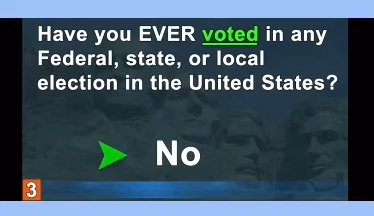 Have you EVER voted in any
Federal, state, or local
election in the United States?
No
3